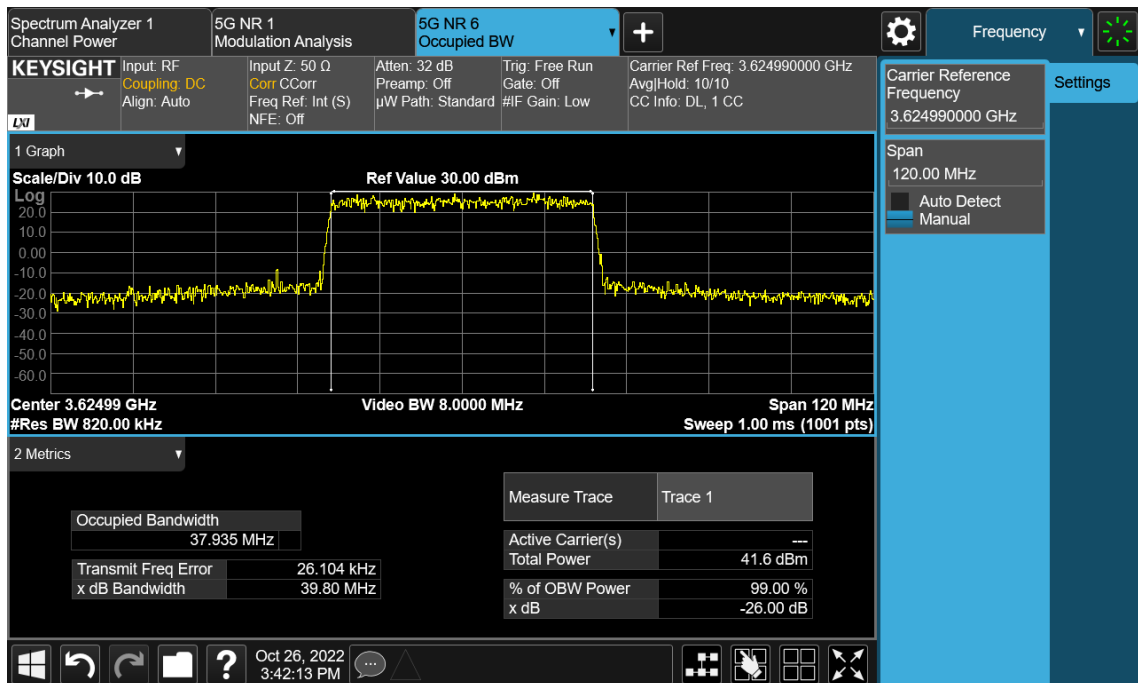 Spectrum Analyzer 1
Channel Power
5G NR 1
Modulation Analysis
5G NR 6
Occupied BW
Frequency
KEYSIGHT
LXI
Input: RF
Coupling: DC
Align: Auto
Input Z: 50 Ω
Corr CCorr
Freq Ref: Int (S)
NFE: Off
Atten: 32 dB
Preamp: Off
µW Path: Standard
Trig: Free Run
Gate: Off
#IF Gain: Low
Carrier Ref Freq: 3.624990000 GHz
Avg|Hold: 10/10
CC Info: DL, 1 CC
Carrier Reference
Frequency
3.624990000 GHz
Settings
Span
120.00 MHz
Auto Detect
Manual
1 Graph
Scale/Div 10.0 dB
Ref Value 30.00 dBm
Log
20.0
10.0
0.00
-10.0
-20.0
-30.0
-40.0
-50.0
-60.0
Center 3.62499 GHz
Video BW 8.0000 MHz
Span 120 MHz
#Res BW 820.00 kHz
Sweep 1.00 ms (1001 pts)
2 Metrics
Measure Trace Trace 1
Occupied Bandwidth
37.935 MHz
Transmit Freq Error 26.104 kHz
x dB Bandwidth 39.80 MHz
Active Carrier(s) ---
Total Power 41.6 dBm
% of OBW Power 99.00 %
x dB -26.00 dB
?
Oct 26, 2022
3:42:13 PM